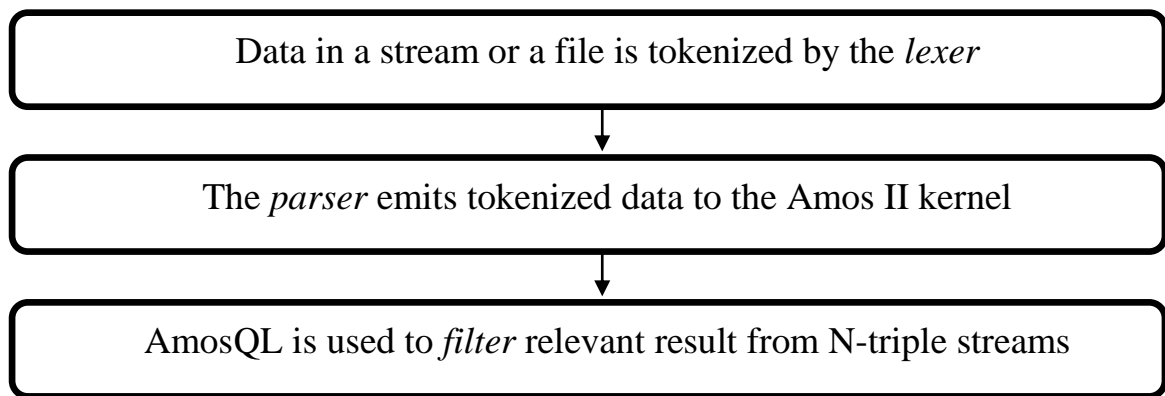 Data in a stream or a file is tokenized by the lexer
The parser emits tokenized data to the Amos II kernel
AmosQL is used to filter relevant result from N-triple streams